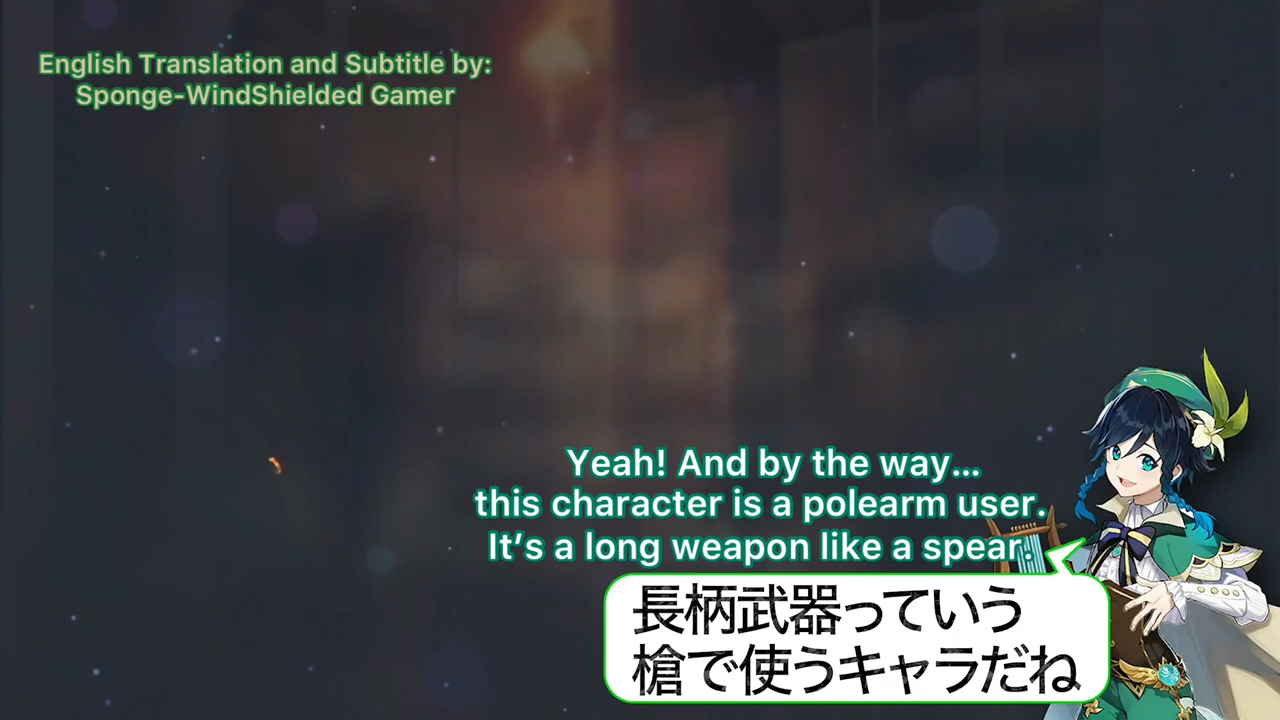 English Translation and Subtitle by:
Sponge-WindShielded Gamer
Yeah! And by the way...
this character is a polearm user.
It’s a long weapon like a spear.
長柄武器っていう
槍で使うキャラだね